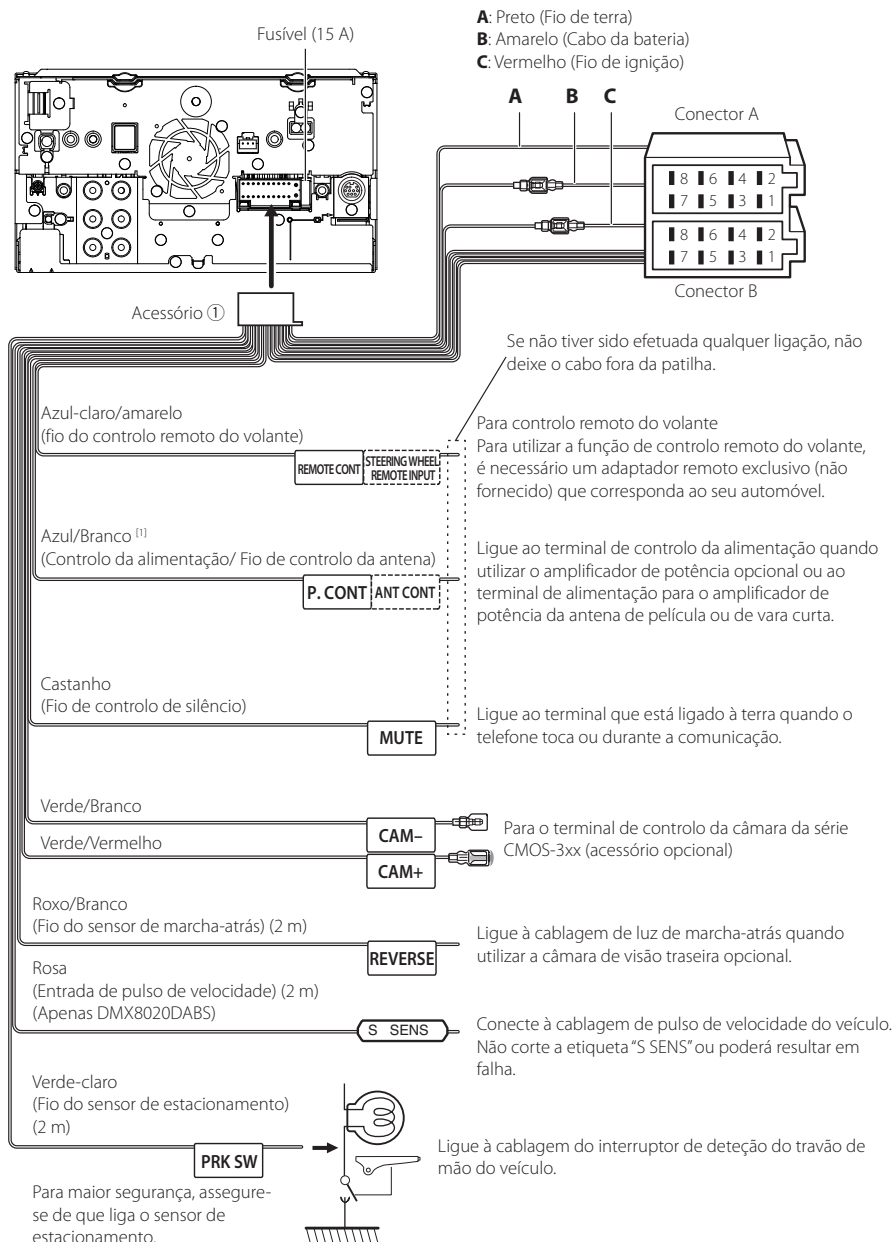 Fusível (15 A)
A: Preto (Fio de terra)
B: Amarelo (Cabo da bateria)
C: Vermelho (Fio de ignição)
A B C
Conector A
8 6 4 2
7 5 3 1
8 6 4 2
7 5 3 1
Conector B
Acessório ①
Se não tiver sido efetuada qualquer ligação, não
deixe o cabo fora da patilha.
Azul-claro/amarelo
(fio do controlo remoto do volante)
REMOTE CONT
STEERING WHEEL
REMOTE INPUT
Para controlo remoto do volante
Para utilizar a função de controlo remoto do volante,
é necessário um adaptador remoto exclusivo (não
fornecido) que corresponda ao seu automóvel.
Azul/Branco [1]
(Controlo da alimentação/ Fio de controlo da antena)
P. CONT ANT CONT
Ligue ao terminal de controlo da alimentação quando
utilizar o amplificador de potência opcional ou ao
terminal de alimentação para o amplificador de
potência da antena de película ou de vara curta.
Castanho
(Fio de controlo de silêncio)
MUTE
Ligue ao terminal que está ligado à terra quando o
telefone toca ou durante a comunicação.
Verde/Branco
CAM–
Verde/Vermelho
CAM+
Para o terminal de controlo da câmara da série
CMOS-3xx (acessório opcional)
Roxo/Branco
(Fio do sensor de marcha-atrás) (2 m)
REVERSE
Ligue à cablagem de luz de marcha-atrás quando
utilizar a câmara de visão traseira opcional.
Rosa
(Entrada de pulso de velocidade) (2 m)
(Apenas DMX8020DABS)
S SENS
Conecte à cablagem de pulso de velocidade do veículo.
Não corte a etiqueta “S SENS” ou poderá resultar em
falha.
Verde-claro
(Fio do sensor de estacionamento)
(2 m)
PRK SW
Ligue à cablagem do interruptor de deteção do travão de
mão do veículo.
Para maior segurança, assegure-
se de que liga o sensor de
estacionamento.